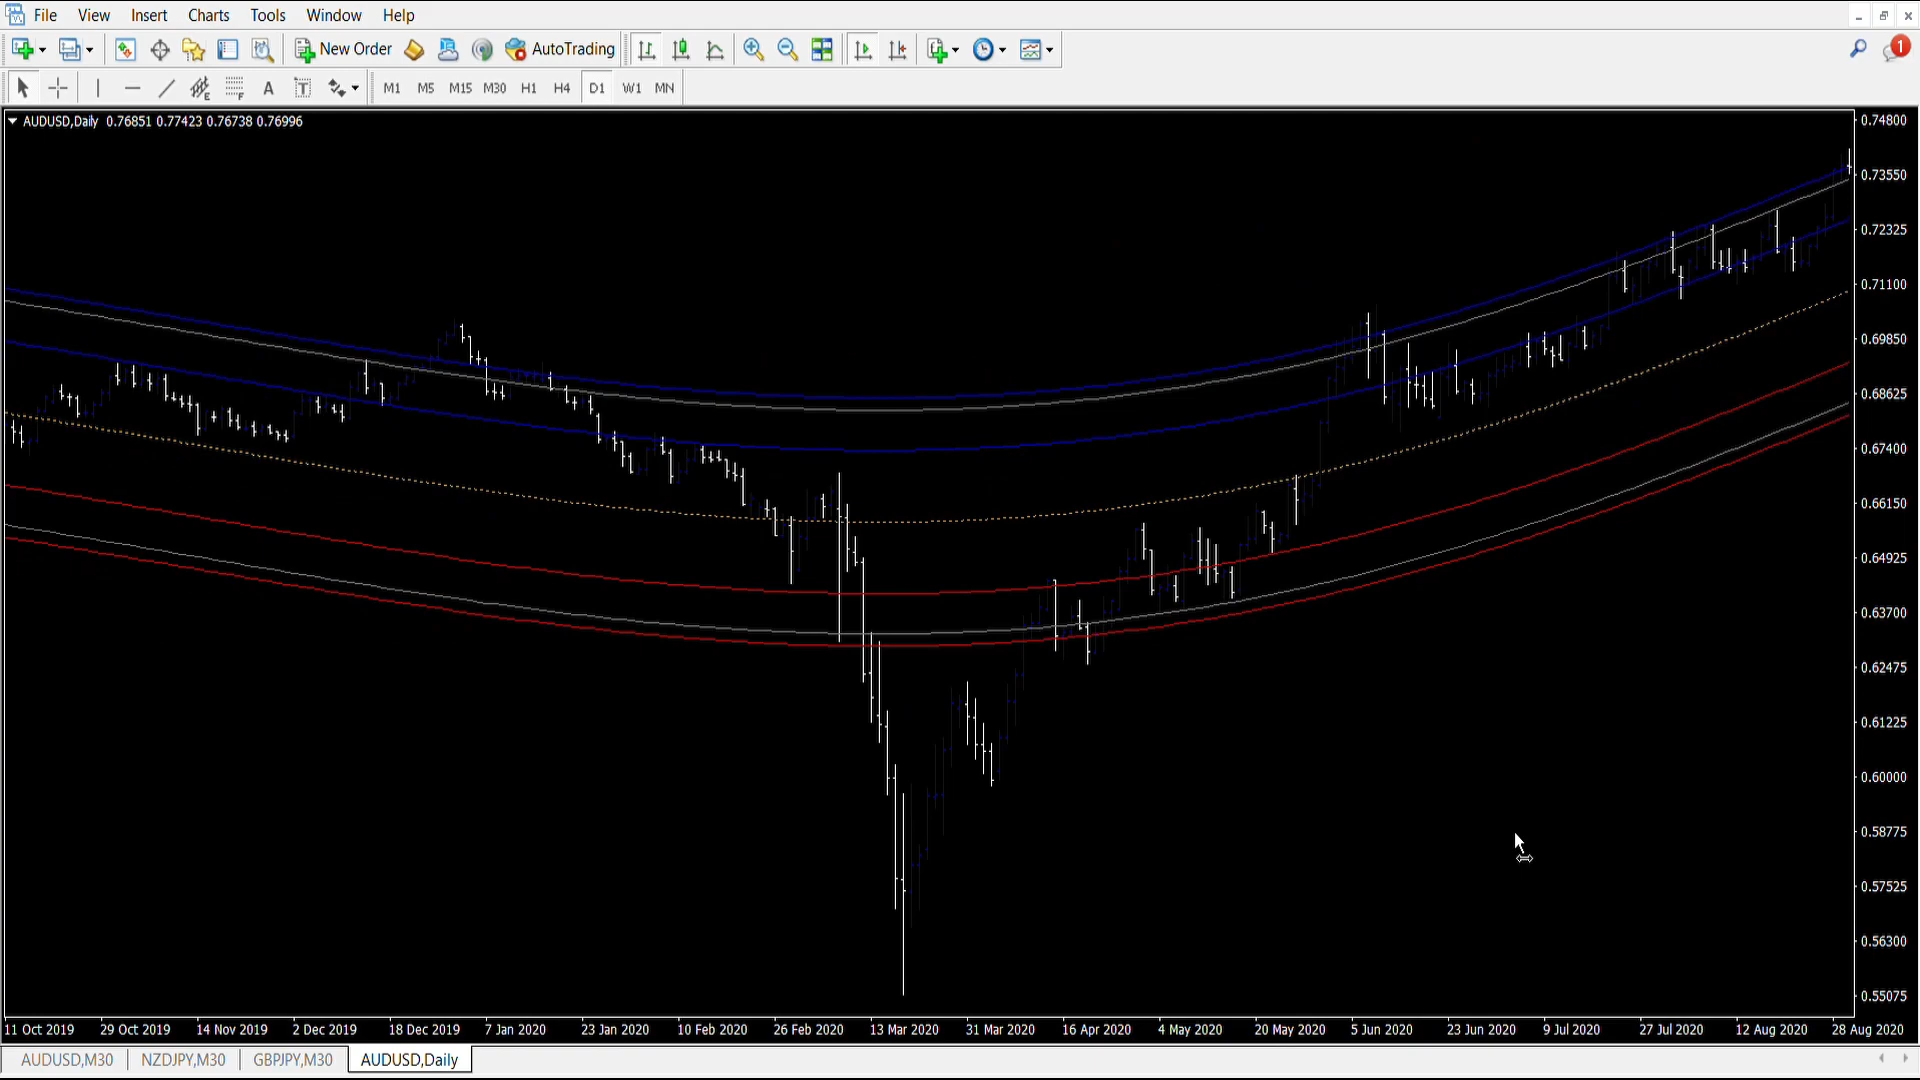 File View Insert Charts Tools Window Help
New Order AutoTrading 1
E F A T M1 M5 M15 M30 H1 H4 D1 W1 MN
AUDUSD,Daily 0.76851 0.77423 0.76738 0.76996
0.74800
0.73550
0.72325
0.71100
0.69850
0.68625
0.67400
0.66150
0.64925
0.63700
0.62475
0.61225
0.60000
0.58775
0.57525
0.56300
0.55075
11 Oct 2019 29 Oct 2019 14 Nov 2019 2 Dec 2019 18 Dec 2019 7 Jan 2020 23 Jan 2020 10 Feb 2020 26 Feb 2020 13 Mar 2020 31 Mar 2020 16 Apr 2020 4 May 2020 20 May 2020 5 Jun 2020 23 Jun 2020 9 Jul 2020 27 Jul 2020 12 Aug 2020 28 Aug 2020
AUDUSD,M30 NZDJPY,M30 GBPJPY,M30 AUDUSD,Daily